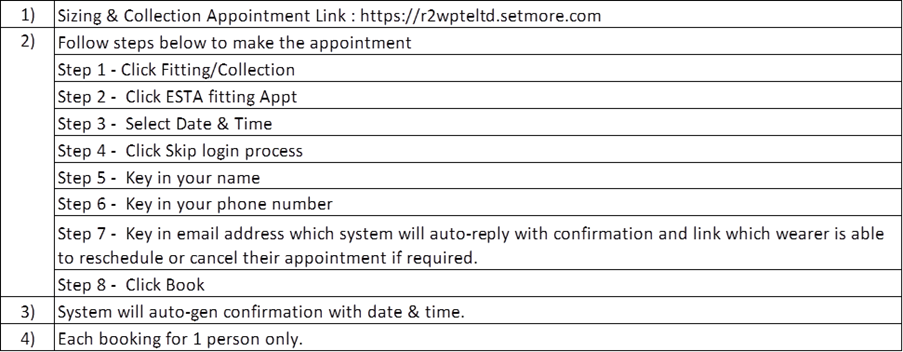 1) Sizing & Collection Appointment Link : https://r2wpteltd.setmore.com
2) Follow steps below to make the appointment
Step 1 - Click Fitting/Collection
Step 2 - Click ESTA fitting Appt
Step 3 - Select Date & Time
Step 4 - Click Skip login process
Step 5 - Key in your name
Step 6 - Key in your phone number
Step 7 - Key in email address which system will auto-reply with confirmation and link which wearer is able
to reschedule or cancel their appointment if required.
Step 8 - Click Book
3) System will auto-gen confirmation with date & time.
4) Each booking for 1 person only.